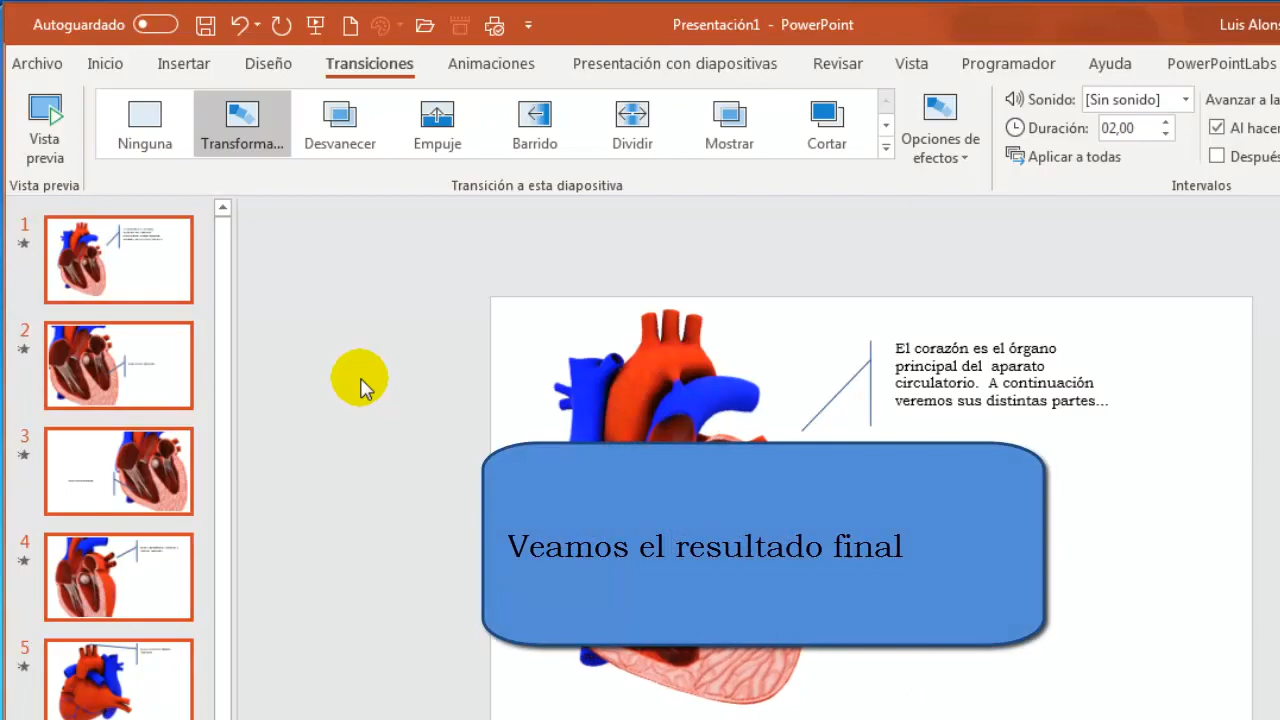 Autoguardado
Presentación1 - PowerPoint
Luis Alons
Archivo Inicio Insertar Diseño Transiciones Animaciones Presentación con diapositivas Revisar Vista Programador Ayuda PowerPointLabs
Vista
previa
Ninguna Transforma... Desvanecer Empuje Barrido Dividir Mostrar Cortar
Opciones de
efectos
Sonido: [Sin sonido]
Duración: 02,00
Aplicar a todas
Avanzar a la
Al hace
Después
Vista previa
Transición a esta diapositiva
Intervalos
1
2
3
4
5
El corazón es el órgano
principal del aparato
circulatorio. A continuación
veremos sus distintas partes...
Veamos el resultado final